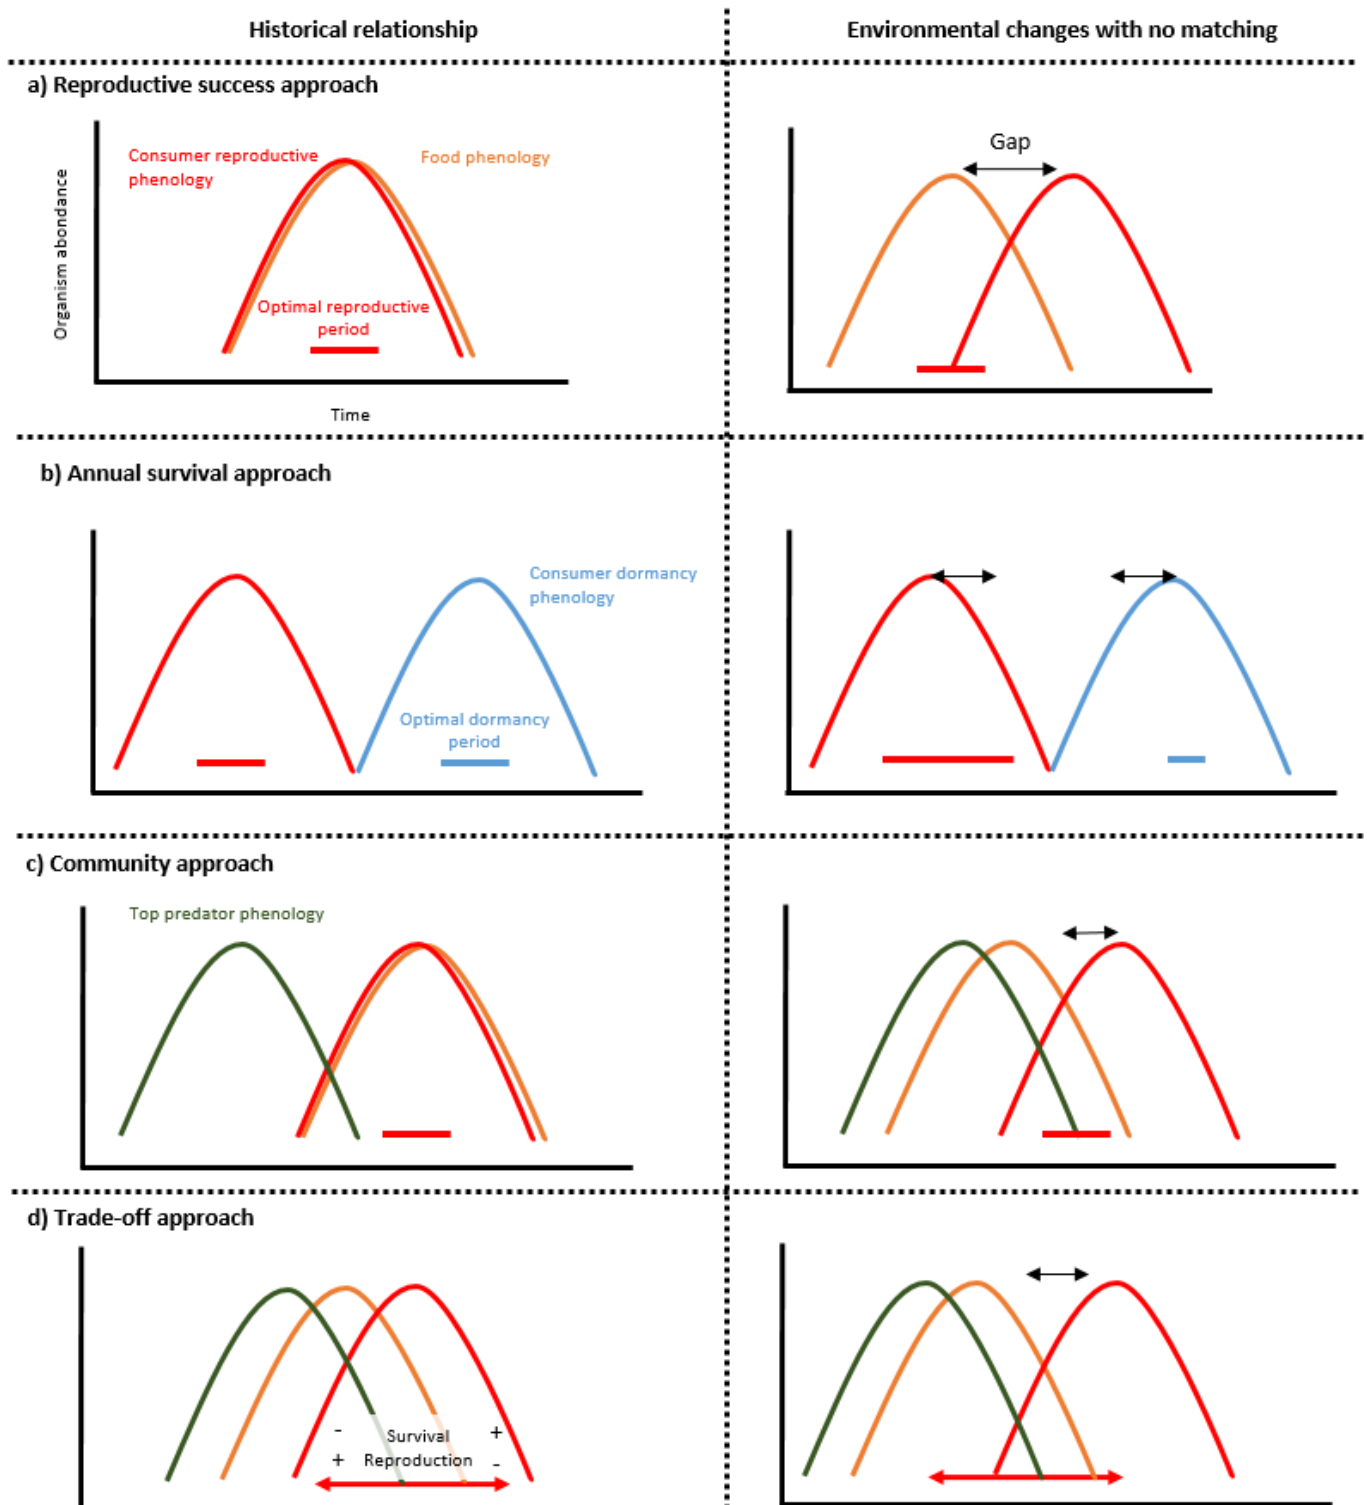 Historical relationship
Environmental changes with no matching
a) Reproductive success approach
Consumer reproductive
phenology
Food phenology
Optimal reproductive
period
Organism abondance
Time
Gap
b) Annual survival approach
Consumer dormancy
phenology
Optimal dormancy
period
c) Community approach
Top predator phenology
d) Trade-off approach
- Survival +
+ Reproduction -